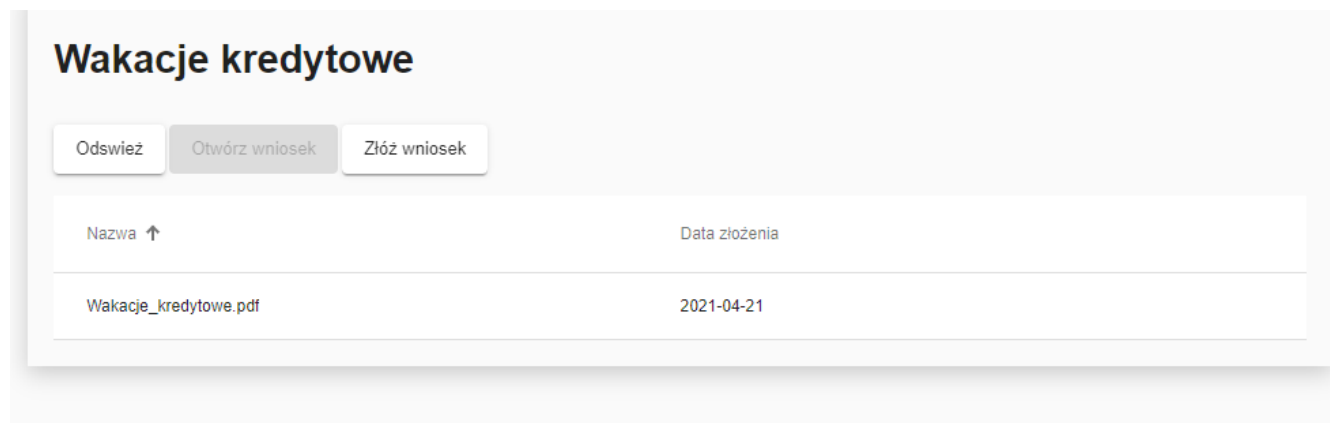 Wakacje kredytowe
Odswież Otwórz wniosek Złóż wniosek
Nazwa ↑ Data złożenia
Wakacje_kredytowe.pdf 2021-04-21